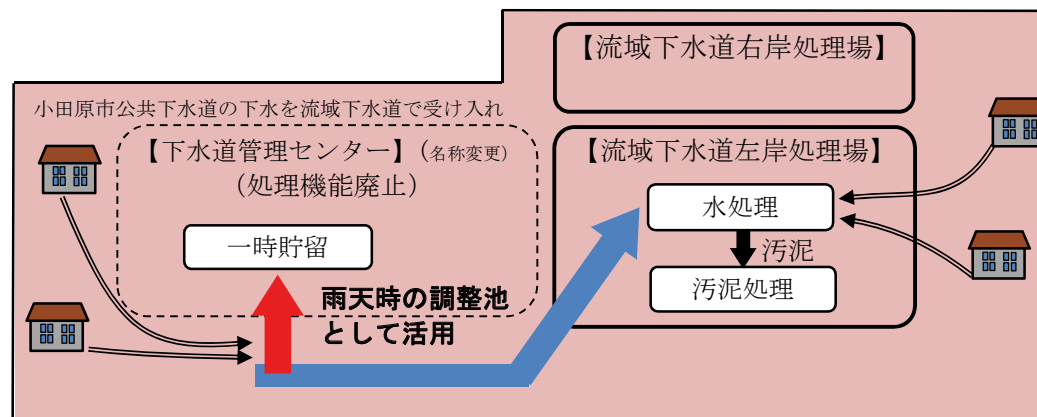 【流域下水道右岸処理場】
小田原市公共下水道の下水を流域下水道で受け入れ
【下水道管理センター】（名称変更）
（処理機能廃止）
一時貯留
雨天時の調整池
として活用
【流域下水道左岸処理場】
水処理
汚泥
汚泥処理